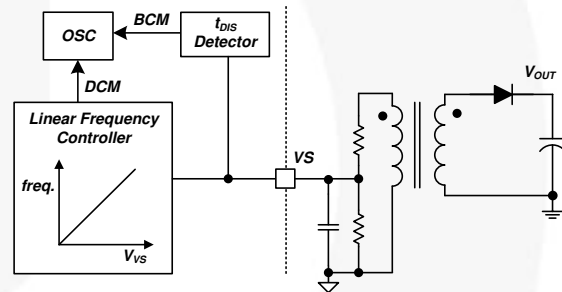 OSC
BCM
tDIS
Detector
DCM
Linear Frequency
Controller
freq.
VVS
VS
VOUT